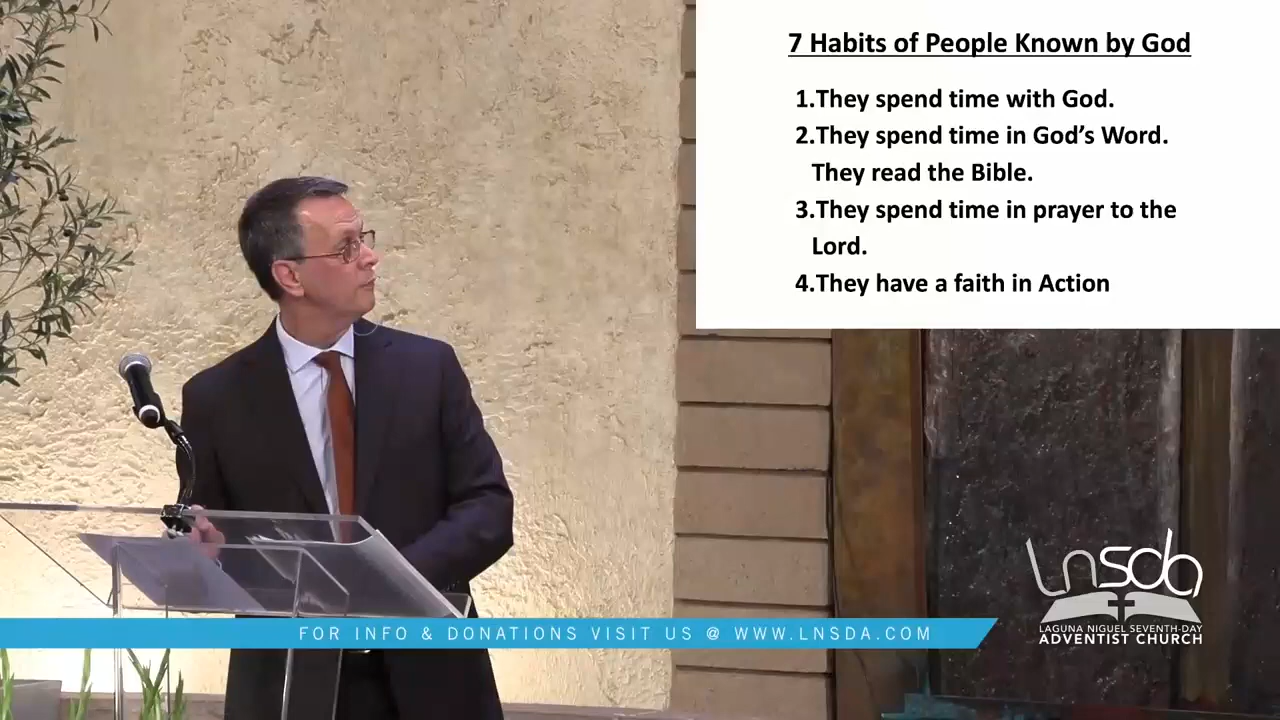 7 Habits of People Known by God
1.They spend time with God.
2.They spend time in God's Word.
They read the Bible.
3.They spend time in prayer to the
Lord.
4.They have a faith in Action
LNSDA
LAGUNA NIGUEL SEVENTH-DAY
ADVENTIST CHURCH
FOR INFO & DONATIONS VISIT US @ WWW.LNSDA.COM